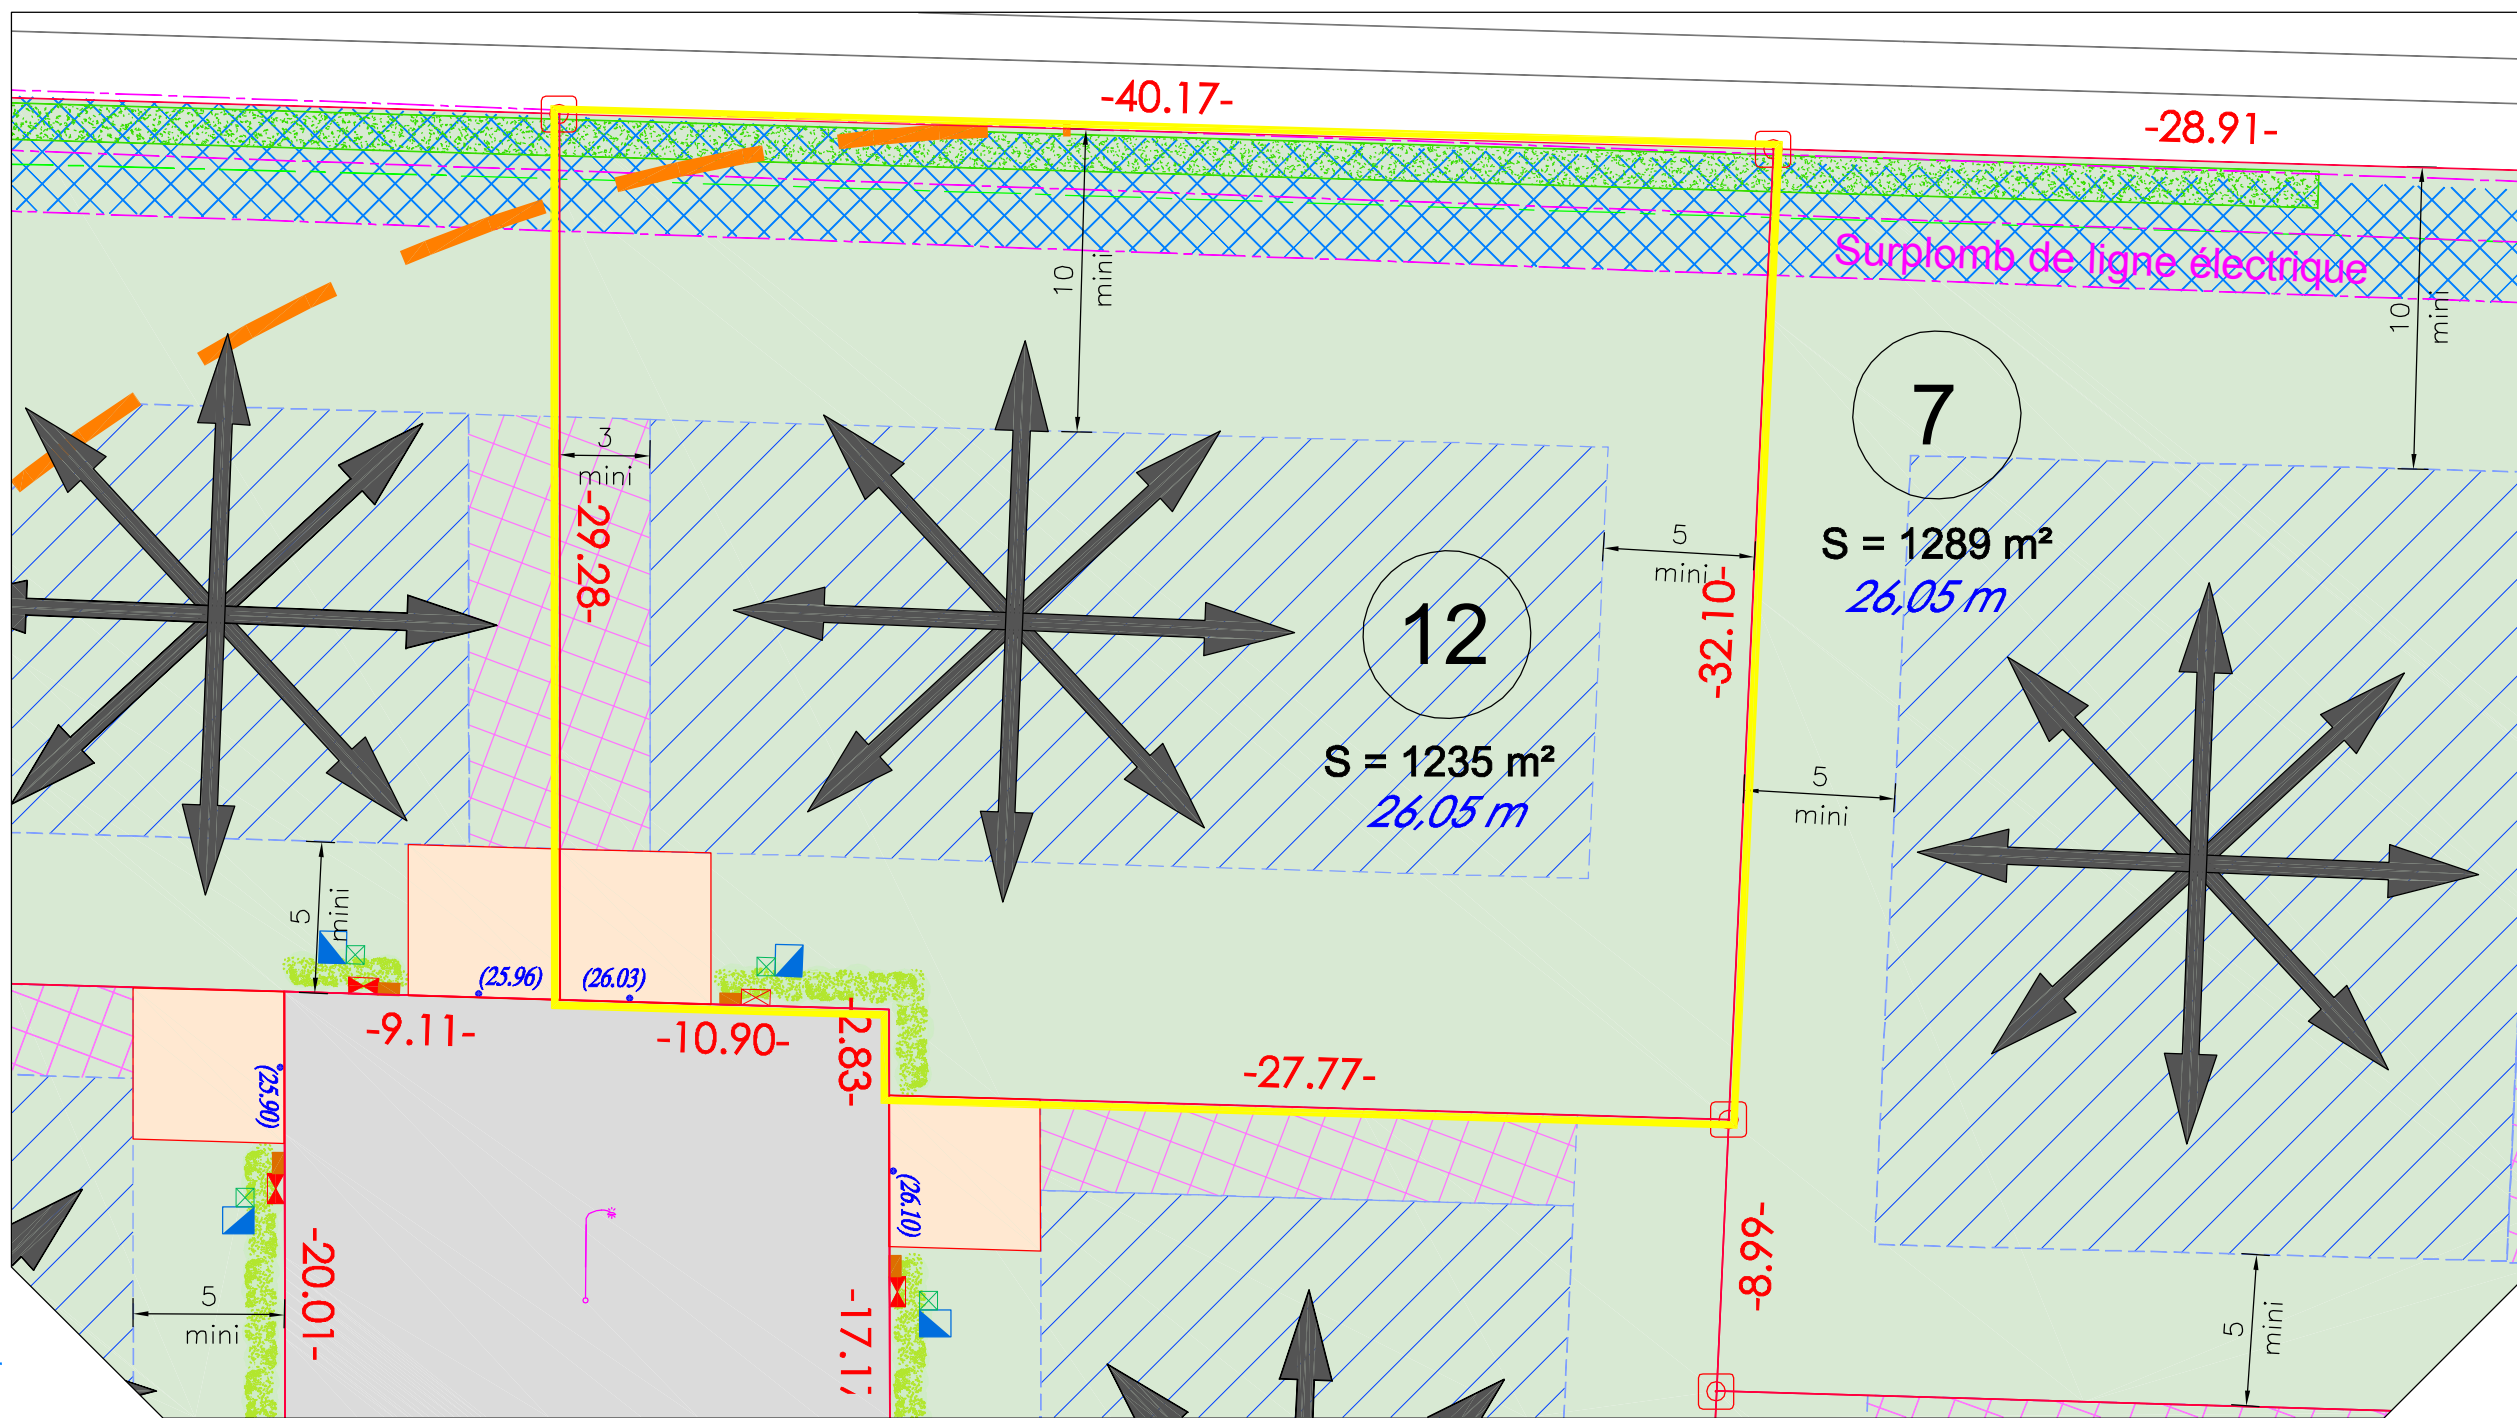 -40.17-
-28.91-
Surplomb de ligne électrique
10
mini
10
mini
7
3
mini
-29.28-
S = 1289 m²
26,05 m
5
mini
12
-32.10-
S = 1235 m²
26,05 m
5
mini
5
mini
(25.96)
(26.03)
-9.11-
-10.90-
-2.83-
-27.77-
(25.90)
(26.10)
-20.01-
-8.99-
5
mini
5
mini